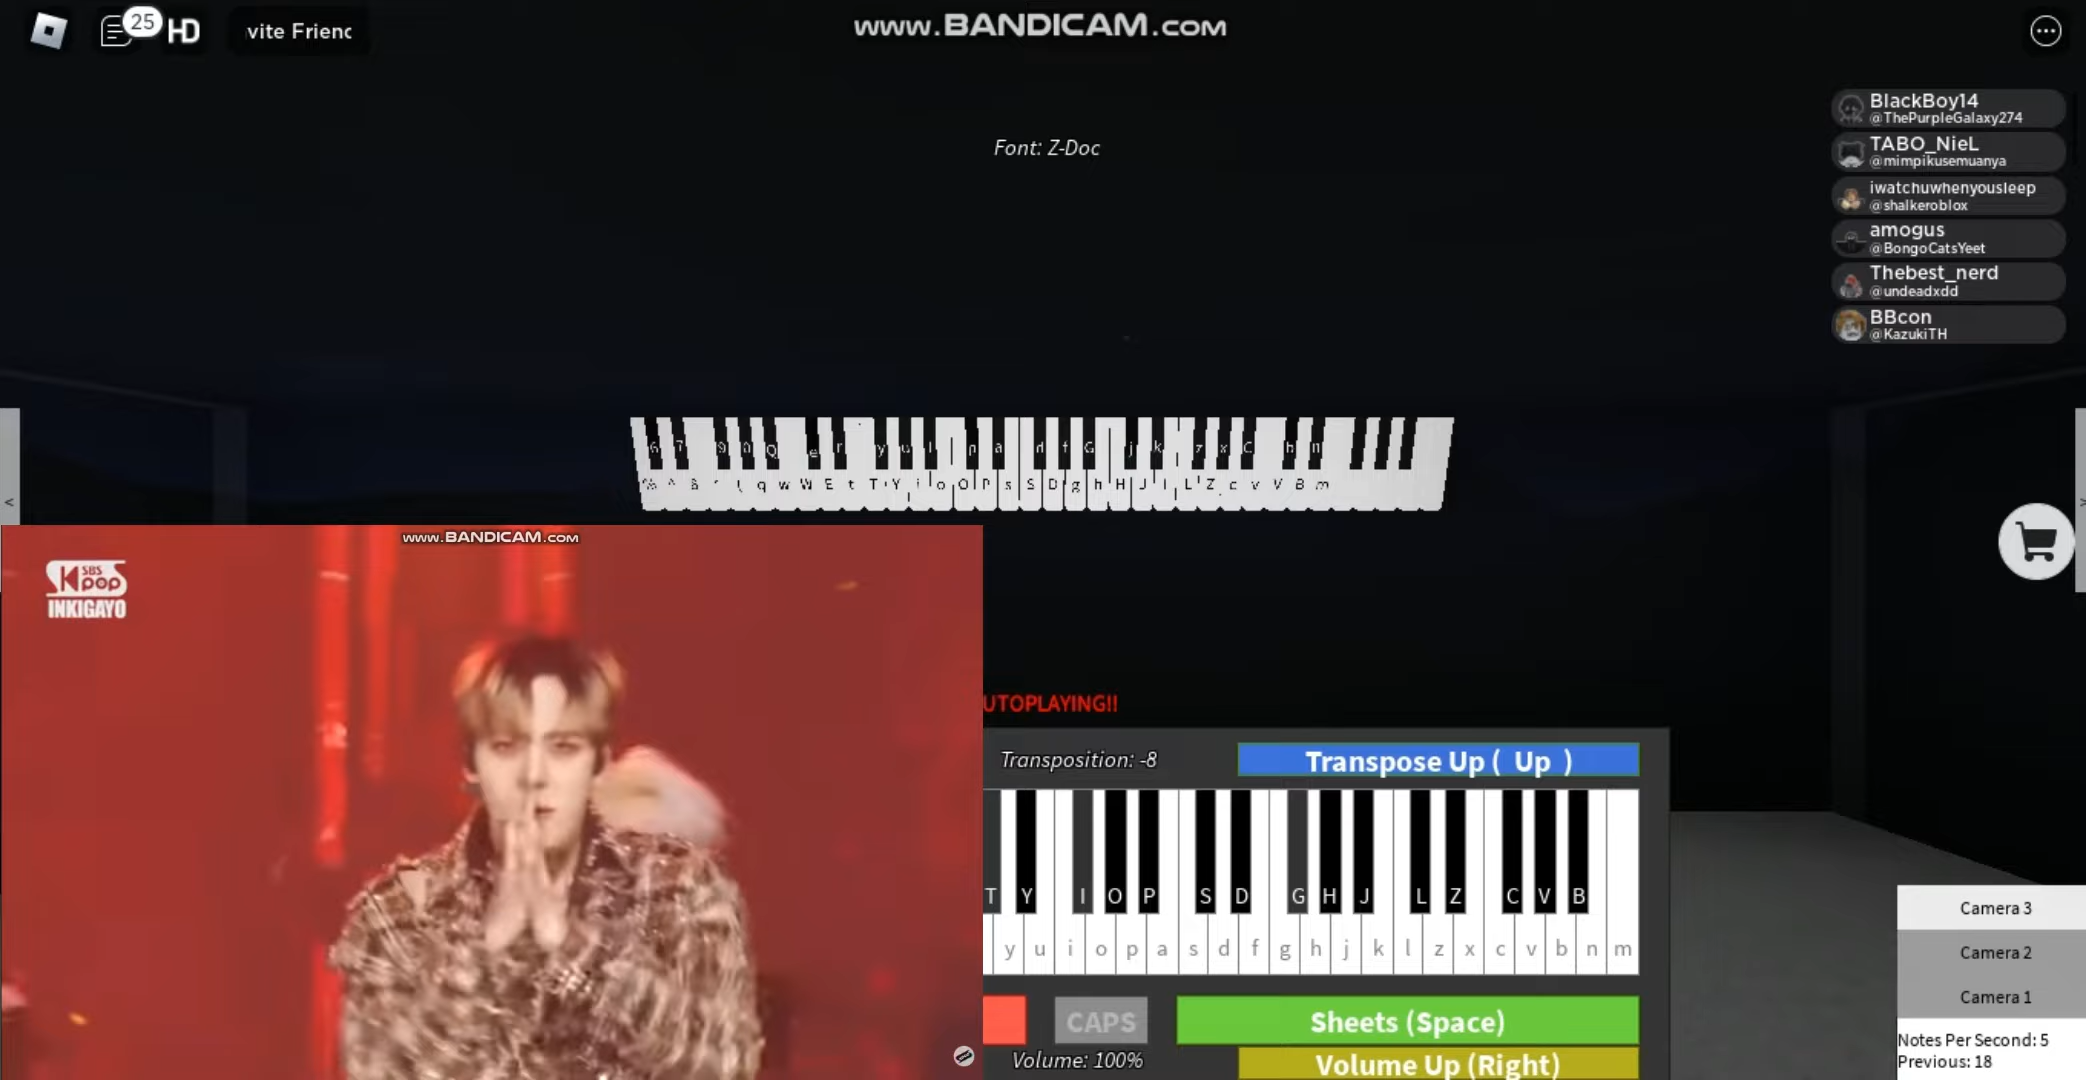 25
HD
vite Frienc
www.BANDICAM.com
BlackBoy14
@ThePurpleGalaxy274
Font: Z-Doc
TABO_NieL
@mimpikusemuanya
iwatchuwhenyousleep
@shalkeroblox
amogus
@BongoCatsYeet
Thebest_nerd
@undeadxdd
BBcon
@KazukiTH
<
>
www.BANDICAM.com
SBS
Kpop
INKIGAYO
UTOPLAYING!!
Transposition: -8
Transpose Up ( Up )
T Y I O P S D G H J L Z C V B
y u i o p a s d f g h j k l z x c v b n m
CAPS
Sheets (Space)
Volume: 100%
Volume Up (Right)
Camera 3
Camera 2
Camera 1
Notes Per Second: 5
Previous: 18